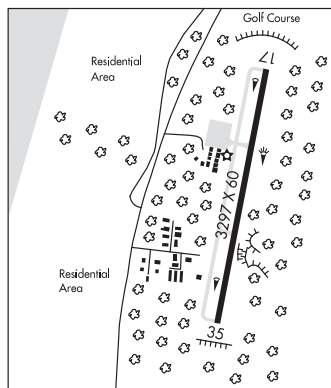 Golf Course
Residential
Area
17
3297 X 60
Residential
Area
35